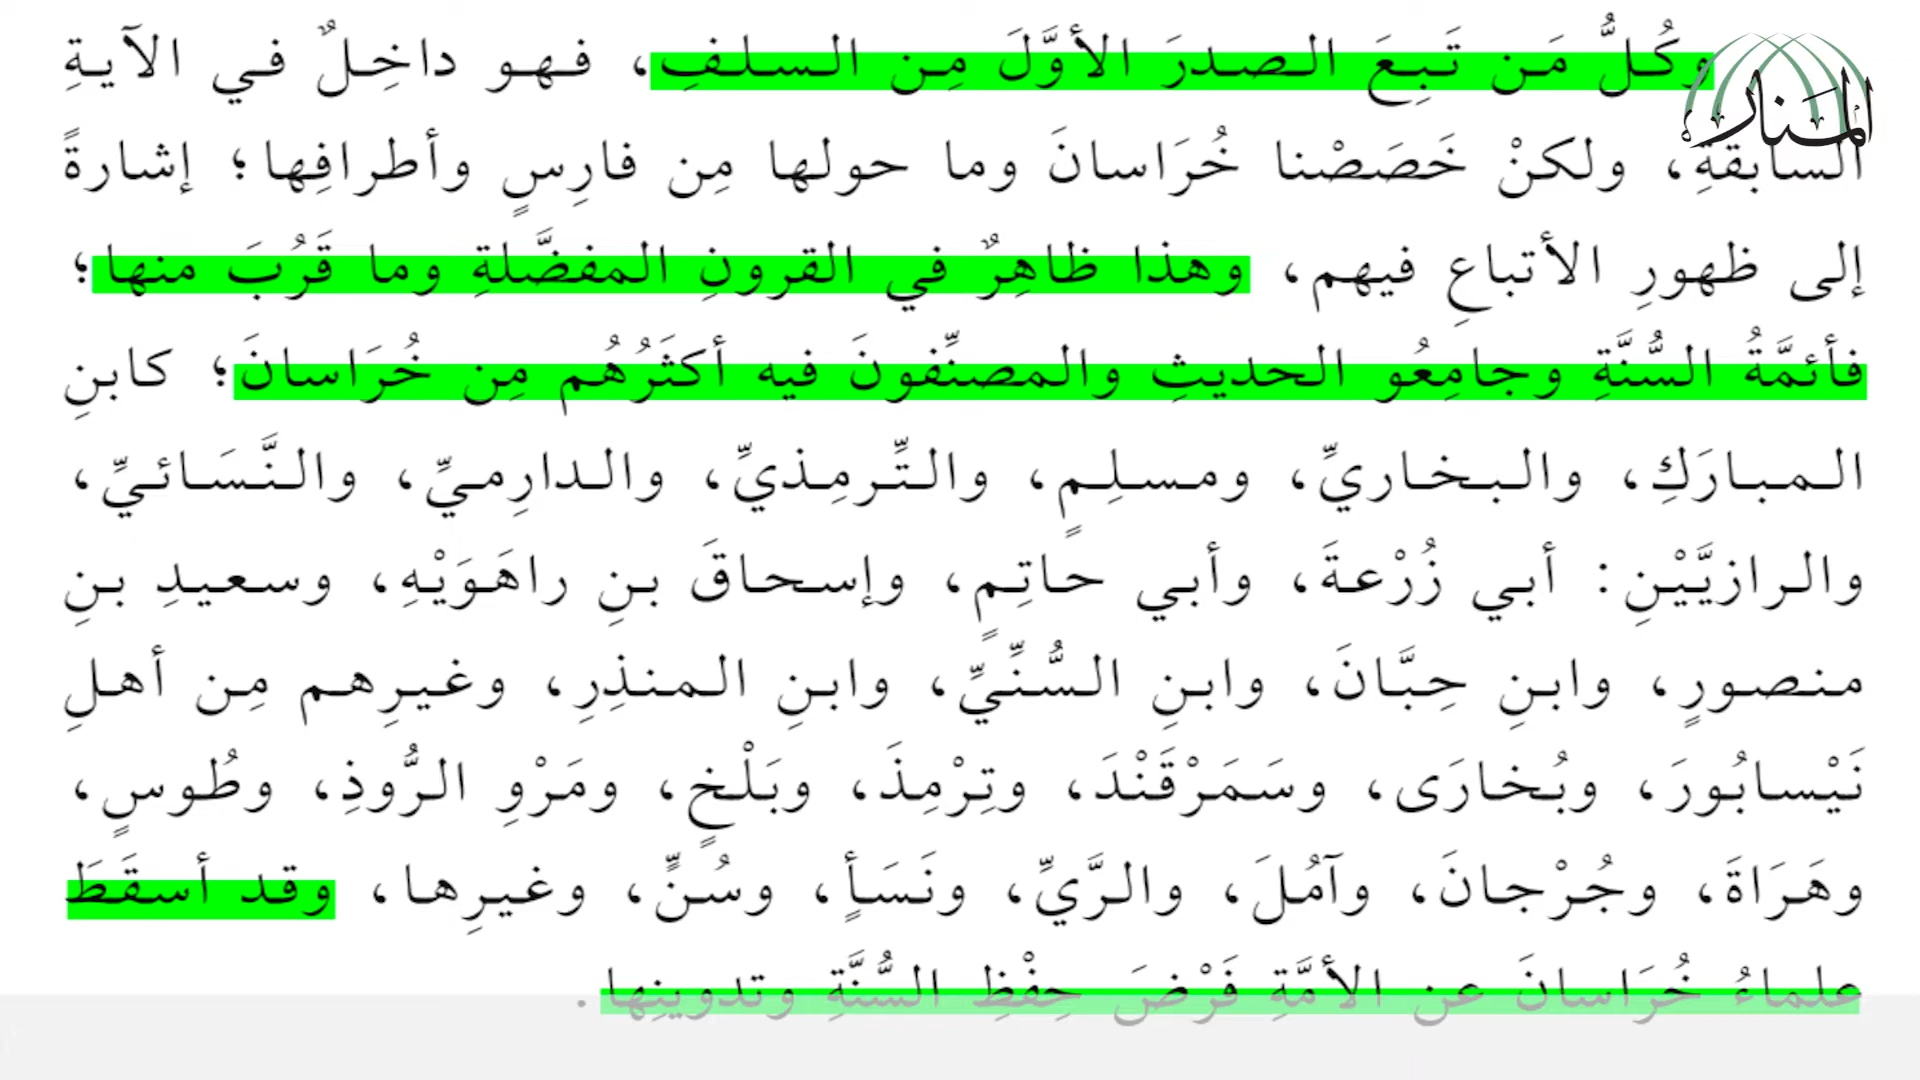 وكُلُّ مَن تَبِعَ الصدرَ الأوَّلَ مِن السلفِ، فهو داخِلٌ في الآيةِ
المنار
السابقةِ، ولكنْ خَصَصْنا خُرَاسانَ وما حولها مِن فارِسٍ وأطرافِها؛ إشارةً
إلى ظهورِ الأتباعِ فيهم، وهذا ظاهِرٌ في القرونِ المفضَّلةِ وما قَرُبَ منها؛
فأئمَّةُ السُّنَّةِ وجامِعُو الحديثِ والمصنِّفونَ فيه أكثَرُهُم مِن خُرَاسانَ؛ كابنِ
المبارَكِ، والبخاريِّ، ومسلِمٍ، والتِّرمِذيِّ، والدارِميِّ، والنَّسَائيِّ،
والرازيَّيْنِ: أبي زُرْعةَ، وأبي حاتِمٍ، وإسحاقَ بنِ راهَوَيْهِ، وسعيدِ بنِ
منصورٍ، وابنِ حِبَّانَ، وابنِ السُّنِّيِّ، وابنِ المنذِرِ، وغيرِهم مِن أهلِ
نَيْسابُورَ، وبُخارَى، وسَمَرْقَنْدَ، وتِرْمِذَ، وبَلْخٍ، ومَرْوِ الرُّوذِ، وطُوسٍ،
وهَرَاةَ، وجُرْجانَ، وآمُلَ، والرَّيِّ، ونَسَأٍ، وسُنٍّ، وغيرِها، وقد أسقَطَ
علماءُ خُرَاسانَ عن الأمَّةِ فَرْضَ حِفْظِ السُّنَّةِ وتدوينِها.